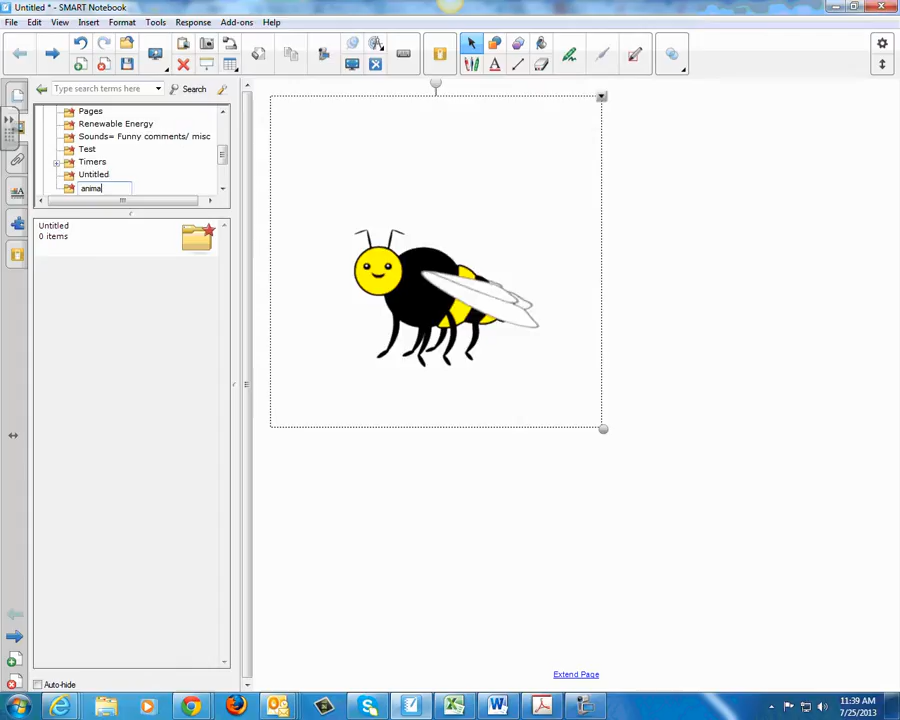 Untitled * - SMART Notebook
File Edit View Insert Format Tools Response Add-ons Help
Type search terms here Search
Pages
Renewable Energy
Sounds= Funny comments/ misc
Test
Timers
Untitled
anima
Untitled
0 items
Extend Page
Auto-hide
11:39 AM
7/25/2013